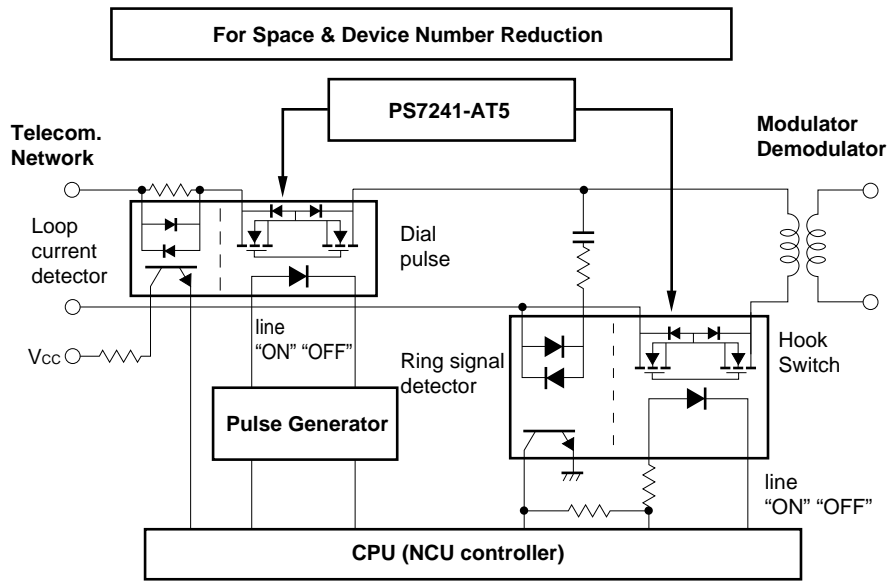 For Space & Device Number Reduction
PS7241-AT5
Telecom.
Network
Modulator
Demodulator
Loop
current
detector
Dial
pulse
line
“ON” “OFF”
Vcc
Ring signal
detector
Hook
Switch
Pulse Generator
line
“ON” “OFF”
CPU (NCU controller)